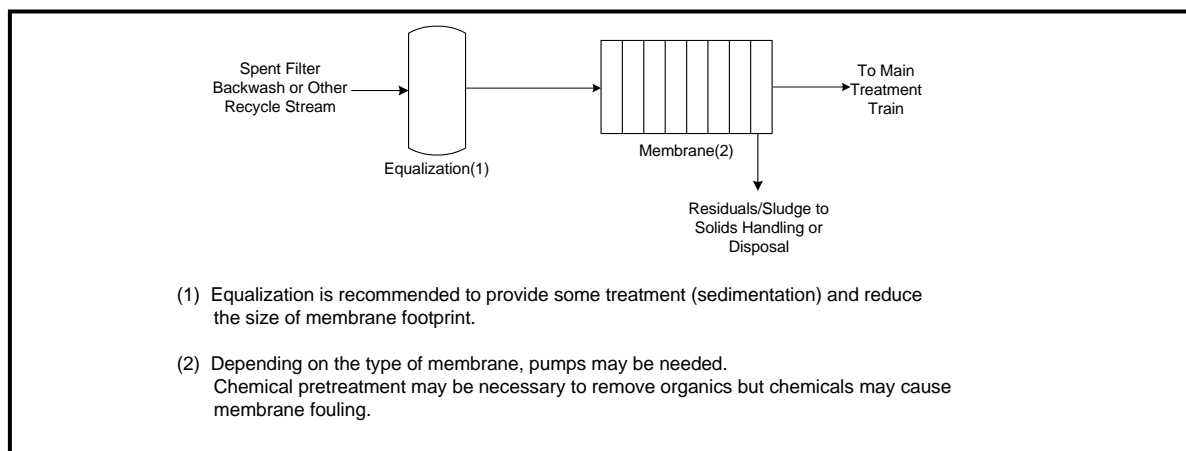 Spent Filter
Backwash or Other
Recycle Stream
Equalization(1)
Membrane(2)
To Main
Treatment
Train
Residuals/Sludge to
Solids Handling or
Disposal
(1) Equalization is recommended to provide some treatment (sedimentation) and reduce
the size of membrane footprint.
(2) Depending on the type of membrane, pumps may be needed.
Chemical pretreatment may be necessary to remove organics but chemicals may cause
membrane fouling.